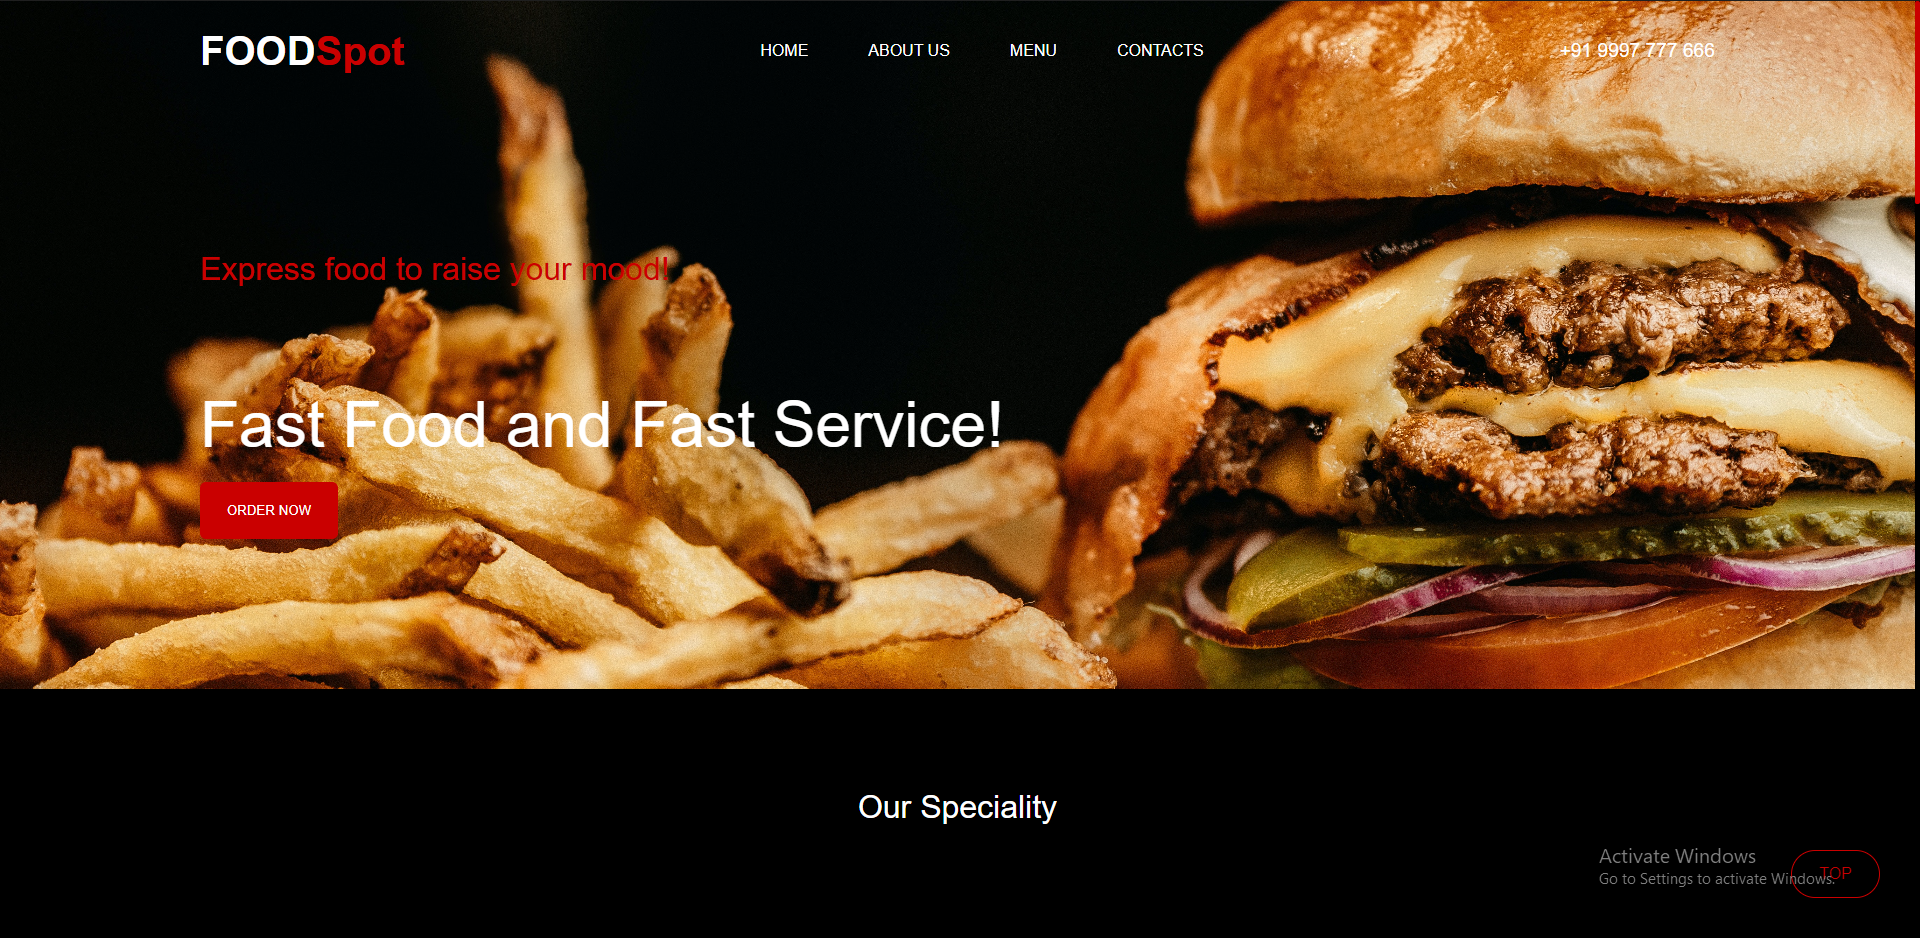 FOODSpot
HOME
ABOUT US
MENU
CONTACTS
+91 9997 777 666
Express food to raise your mood!
Fast Food and Fast Service!
ORDER NOW
Our Speciality
Activate Windows
Go to Settings to activate Windows.
TOP